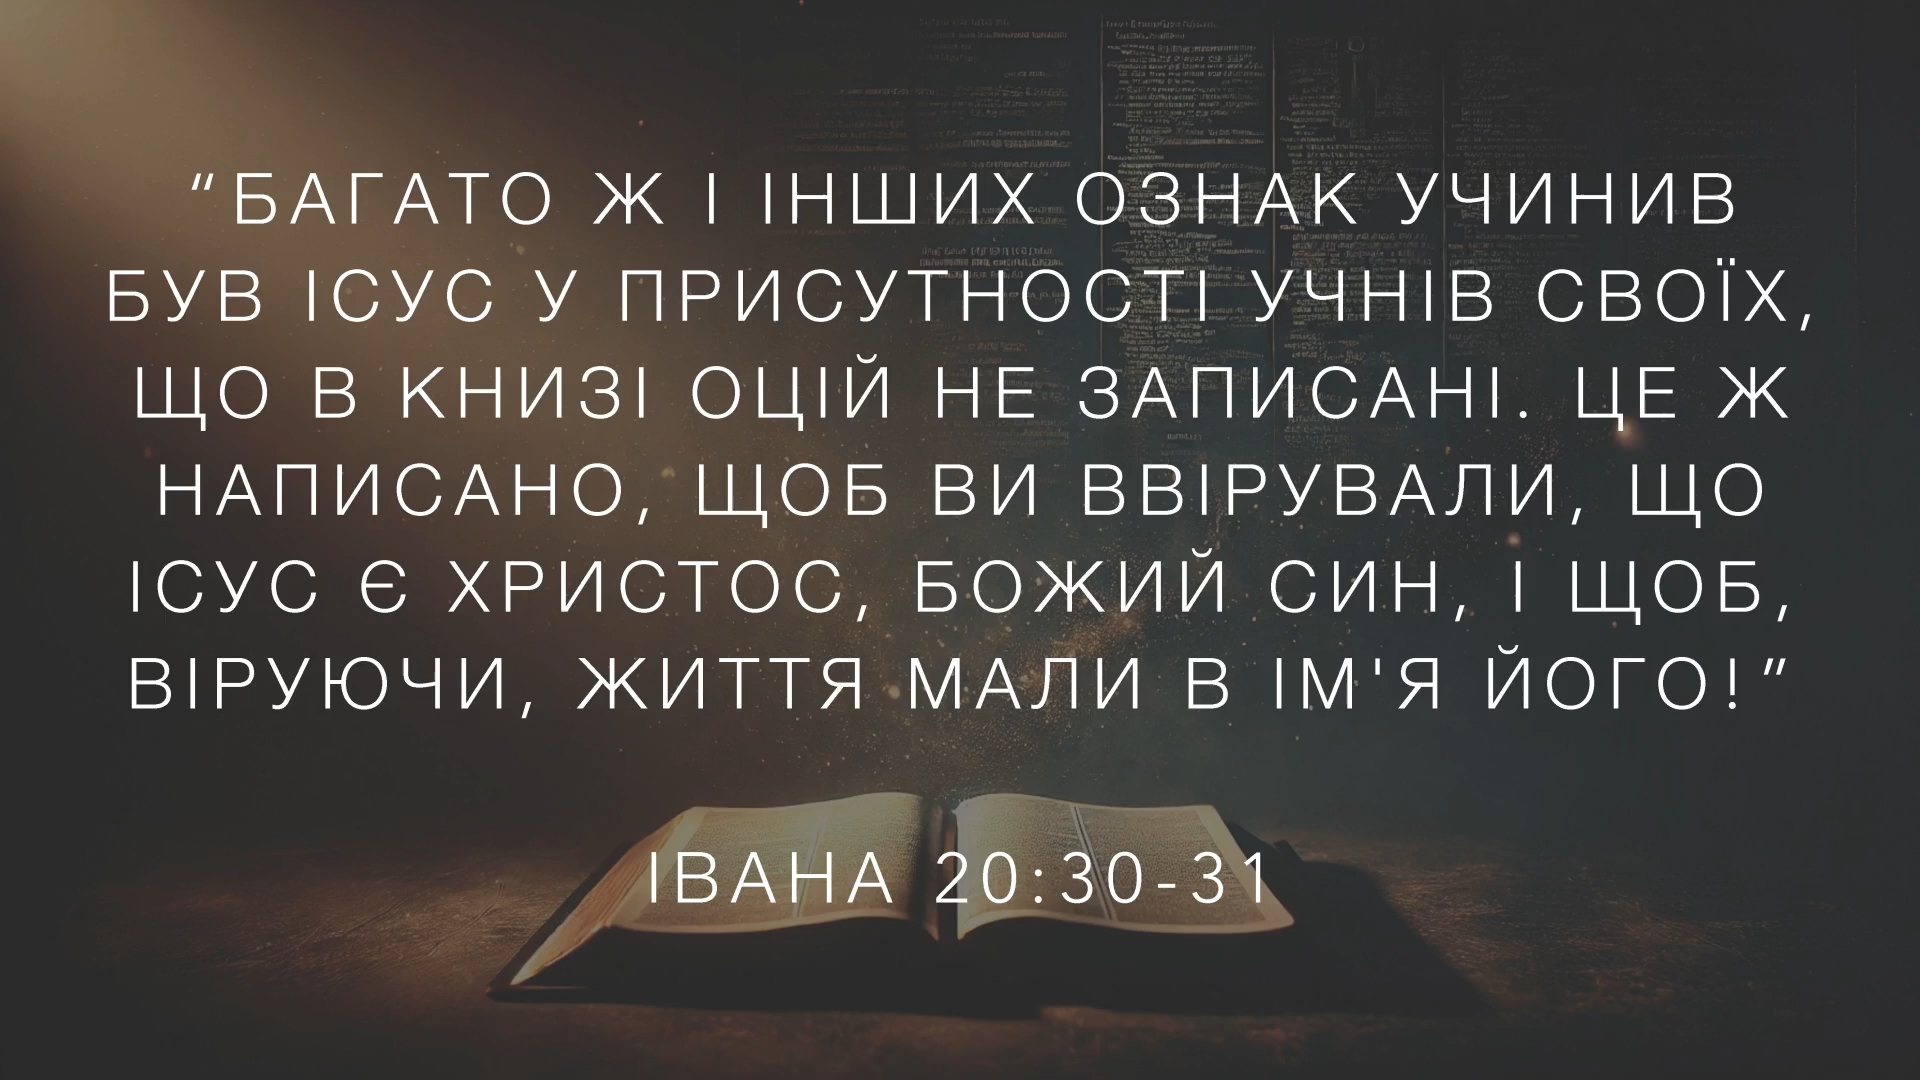 “БАГАТО Ж І ІНШИХ ОЗНАК УЧИНИВ
БУВ ІСУС У ПРИСУТНОСТІ УЧНІВ СВОЇХ,
ЩО В КНИЗІ ОЦІЙ НЕ ЗАПИСАНІ. ЦЕ Ж
НАПИСАНО, ЩОБ ВИ ВВІРУВАЛИ, ЩО
ІСУС Є ХРИСТОС, БОЖИЙ СИН, І ЩОБ,
ВІРУЮЧИ, ЖИТТЯ МАЛИ В ІМ'Я ЙОГО!”
ІВАНА 20:30-31